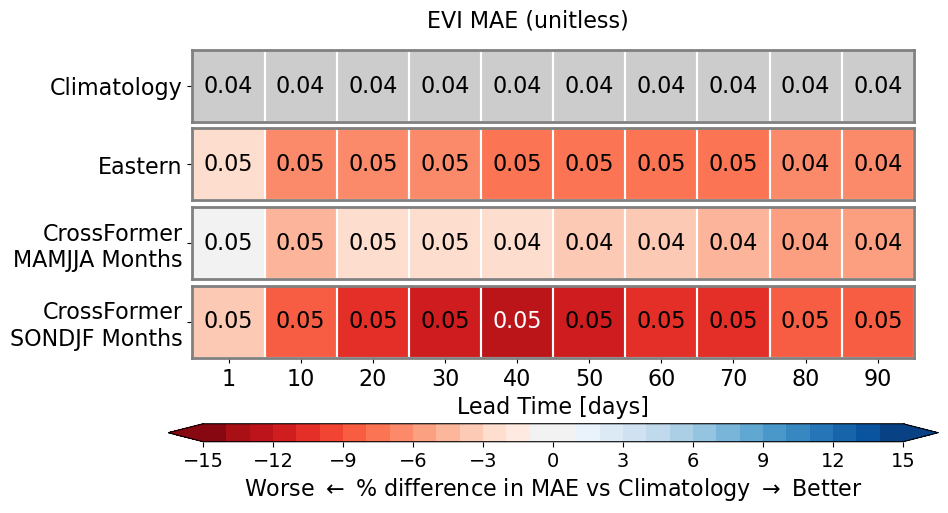 EVI MAE (unitless)
Climatology 0.04 0.04 0.04 0.04 0.04 0.04 0.04 0.04 0.04 0.04
Eastern 0.05 0.05 0.05 0.05 0.05 0.05 0.05 0.05 0.04 0.04
CrossFormer
MAMJJA Months 0.05 0.05 0.05 0.05 0.04 0.04 0.04 0.04 0.04 0.04
CrossFormer
SONDJF Months 0.05 0.05 0.05 0.05 0.05 0.05 0.05 0.05 0.05 0.05
1 10 20 30 40 50 60 70 80 90
Lead Time [days]
−15 −12 −9 −6 −3 0 3 6 9 12 15
Worse ← % difference in MAE vs Climatology → Better